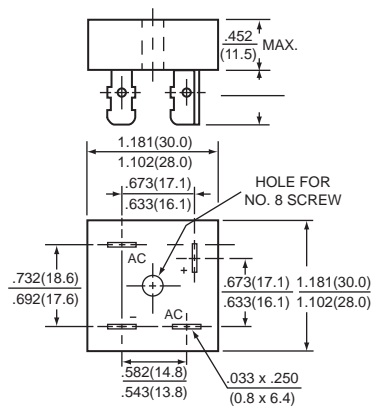 .452
(11.5)
MAX.
1.181(30.0)
1.102(28.0)
.673(17.1)
.633(16.1)
HOLE FOR
NO. 8 SCREW
AC
+
.732(18.6)
.692(17.6)
.673(17.1)
.633(16.1)
1.181(30.0)
1.102(28.0)
–
AC
.582(14.8)
.543(13.8)
.033 x .250
(0.8 x 6.4)